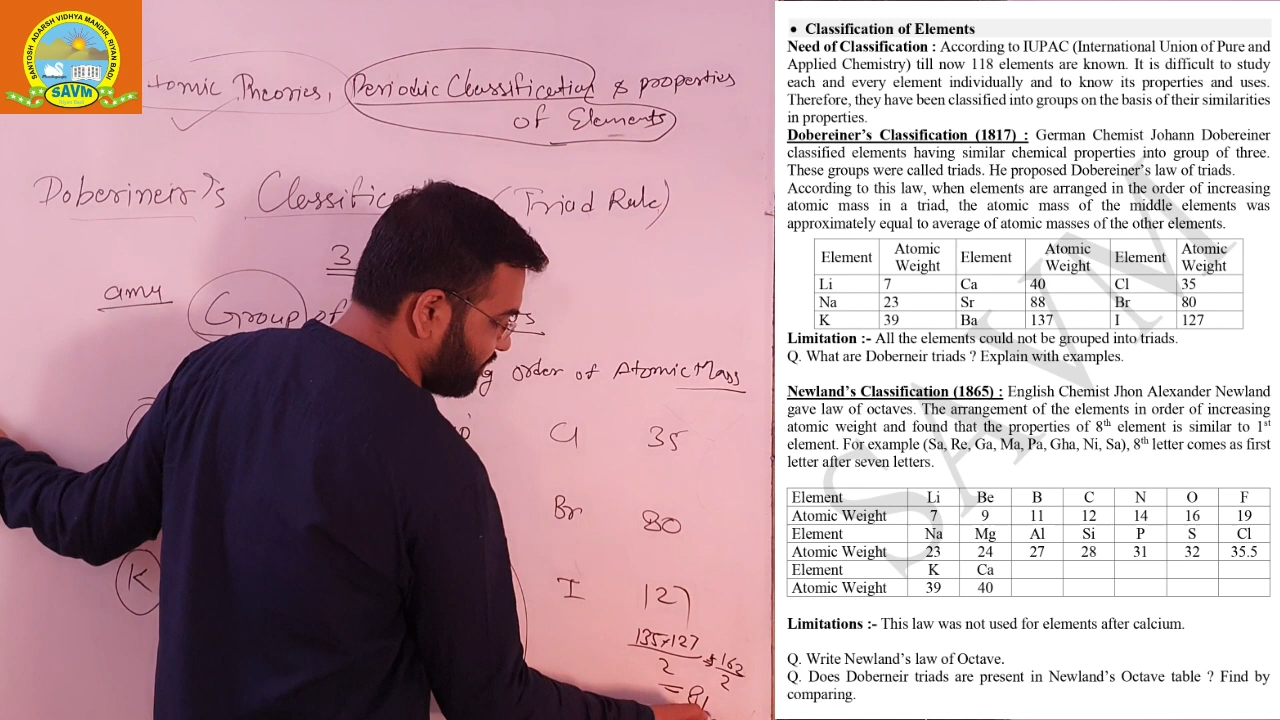 SANTOSH ADARSH VIDHYA MANDIR, RIYAN BADI
SAVM
Atomic Theories, Periodic Classification & properties
of Elements
Doberineir's Classific (Triad Rule)
3
amu Group of
order of Atomic Mass
Cl 35
Br 80
K I 127
2
= 162
2
= 81
• Classification of Elements
Need of Classification : According to IUPAC (International Union of Pure and
Applied Chemistry) till now 118 elements are known. It is difficult to study
each and every element individually and to know its properties and uses.
Therefore, they have been classified into groups on the basis of their similarities
in properties.
Dobereiner's Classification (1817) : German Chemist Johann Dobereiner
classified elements having similar chemical properties into group of three.
These groups were called triads. He proposed Dobereiner's law of triads.
According to this law, when elements are arranged in the order of increasing
atomic mass in a triad, the atomic mass of the middle elements was
approximately equal to average of atomic masses of the other elements.
Element Atomic Weight Element Atomic Weight Element Atomic Weight
Li 7 Ca 40 Cl 35
Na 23 Sr 88 Br 80
K 39 Ba 137 I 127
Limitation :- All the elements could not be grouped into triads.
Q. What are Doberneir triads ? Explain with examples.
Newland's Classification (1865) : English Chemist Jhon Alexander Newland
gave law of octaves. The arrangement of the elements in order of increasing
atomic weight and found that the properties of 8th element is similar to 1st
element. For example (Sa, Re, Ga, Ma, Pa, Gha, Ni, Sa), 8th letter comes as first
letter after seven letters.
Element Li Be B C N O F
Atomic Weight 7 9 11 12 14 16 19
Element Na Mg Al Si P S Cl
Atomic Weight 23 24 27 28 31 32 35.5
Element K Ca
Atomic Weight 39 40
Limitations :- This law was not used for elements after calcium.
Q. Write Newland's law of Octave.
Q. Does Doberneir triads are present in Newland's Octave table ? Find by
comparing.
SAVM